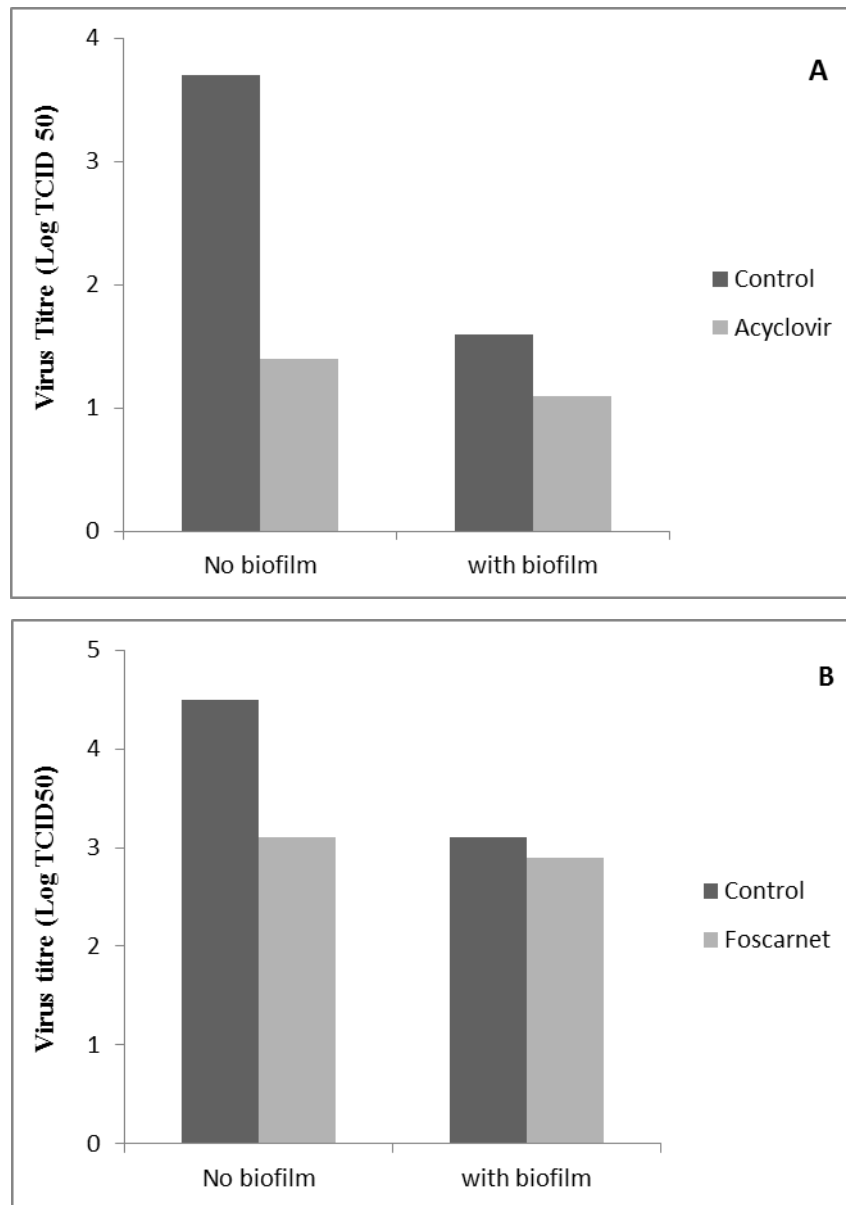 A
Virus Titre (Log TCID 50)
4
3
2
1
0
No biofilm
with biofilm
Control
Acyclovir
B
Virus titre (Log TCID50)
5
4
3
2
1
0
No biofilm
with biofilm
Control
Foscarnet